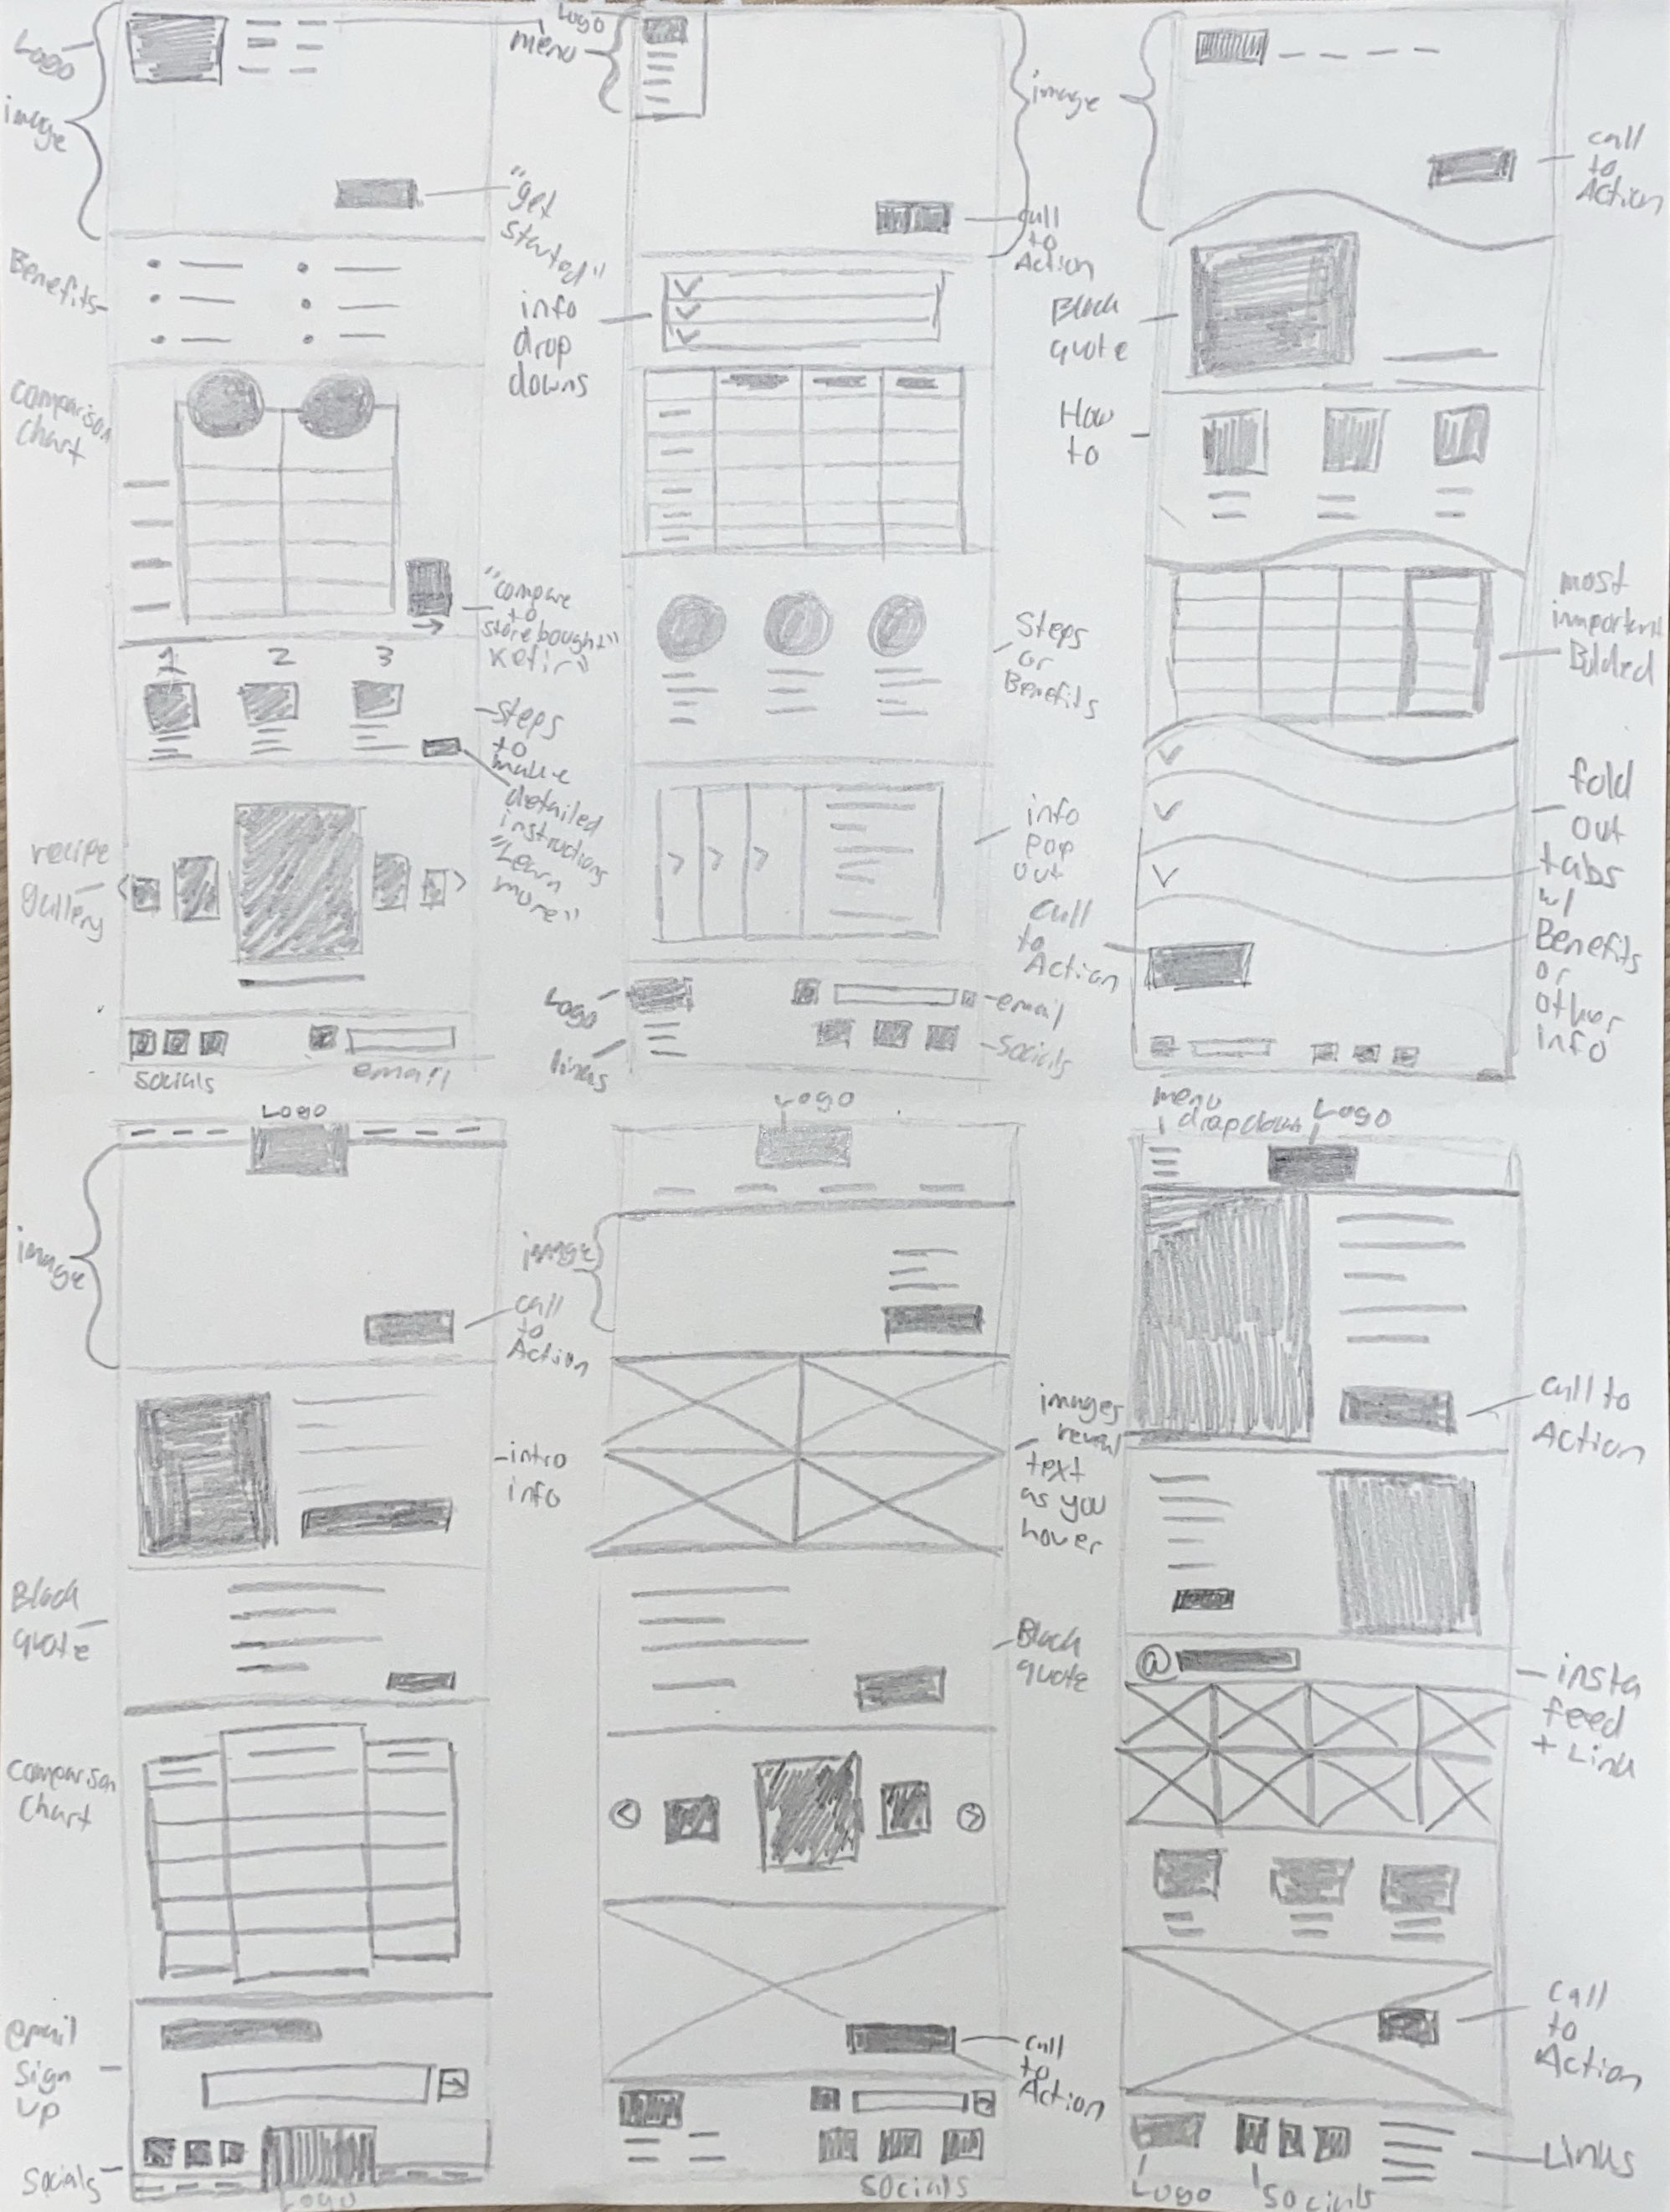 Logo
image
menu
"get
started"
Benefits
comparison
chart
"compare
to
store bought"
kefir"
1 2 3
Steps
to
make
detailed
instructions
"Learn
more"
recipe
gallery
socials
email
Logo
menu
image
call
to
Action
info
drop
downs
Steps
or
Benefits
info
pop
out
Logo
links
email
socials
call
to
Action
Block
quote
How
to
most
important
Bolded
fold
out
tabs
w/
Benefits
or
other
info
call
to
Action
Logo
image
call
to
Action
intro
info
Block
quote
comparison
chart
email
sign
up
socials
Logo
Logo
image
images
reveal
text
as you
hover
Block
quote
call
to
Action
socials
menu
dropdown
Logo
call to
Action
@
insta
feed
+ Link
call
to
Action
Links
Logo
socials